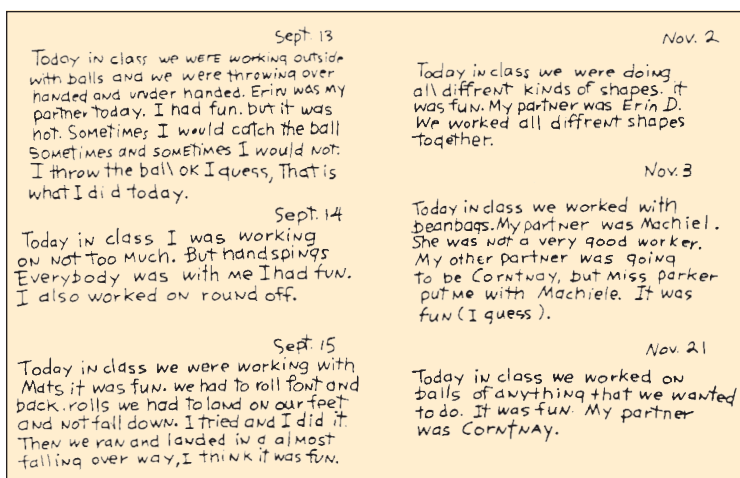 Sept. 13
Today in class we were working outside
with balls and we were throwing over
handed and under handed. Erin was my
partner today. I had fun. but it was
not. Sometimes I would catch the ball
sometimes and sometimes I would not.
I throw the ball ok I guess, That is
what I did today.
Sept. 14
Today in class I was working
on not too much. But handspings
Everybody was with me I had fun.
I also worked on round off.
Sept. 15
Today in class we were working with
Mats it was fun. we had to roll font and
back. rolls we had to land on our feet
and not fall down. I tried and I did it.
Then we ran and landed in a almost
falling over way, I think it was fun.
Nov. 2
Today in class we were doing
all diffrent kinds of shapes. it
was fun. My partner was Erin D.
We worked all diffrent shapes
together.
Nov. 3
Today in class we worked with
beanbags. My partner was Machiel.
She was not a very good worker.
My other partner was going
to be Corntnay, but Miss parker
put me with Machiele. It was
fun (I guess).
Nov. 21
Today in class we worked on
balls of anything that we wanted
to do. It was fun. My partner
was Corntnay.